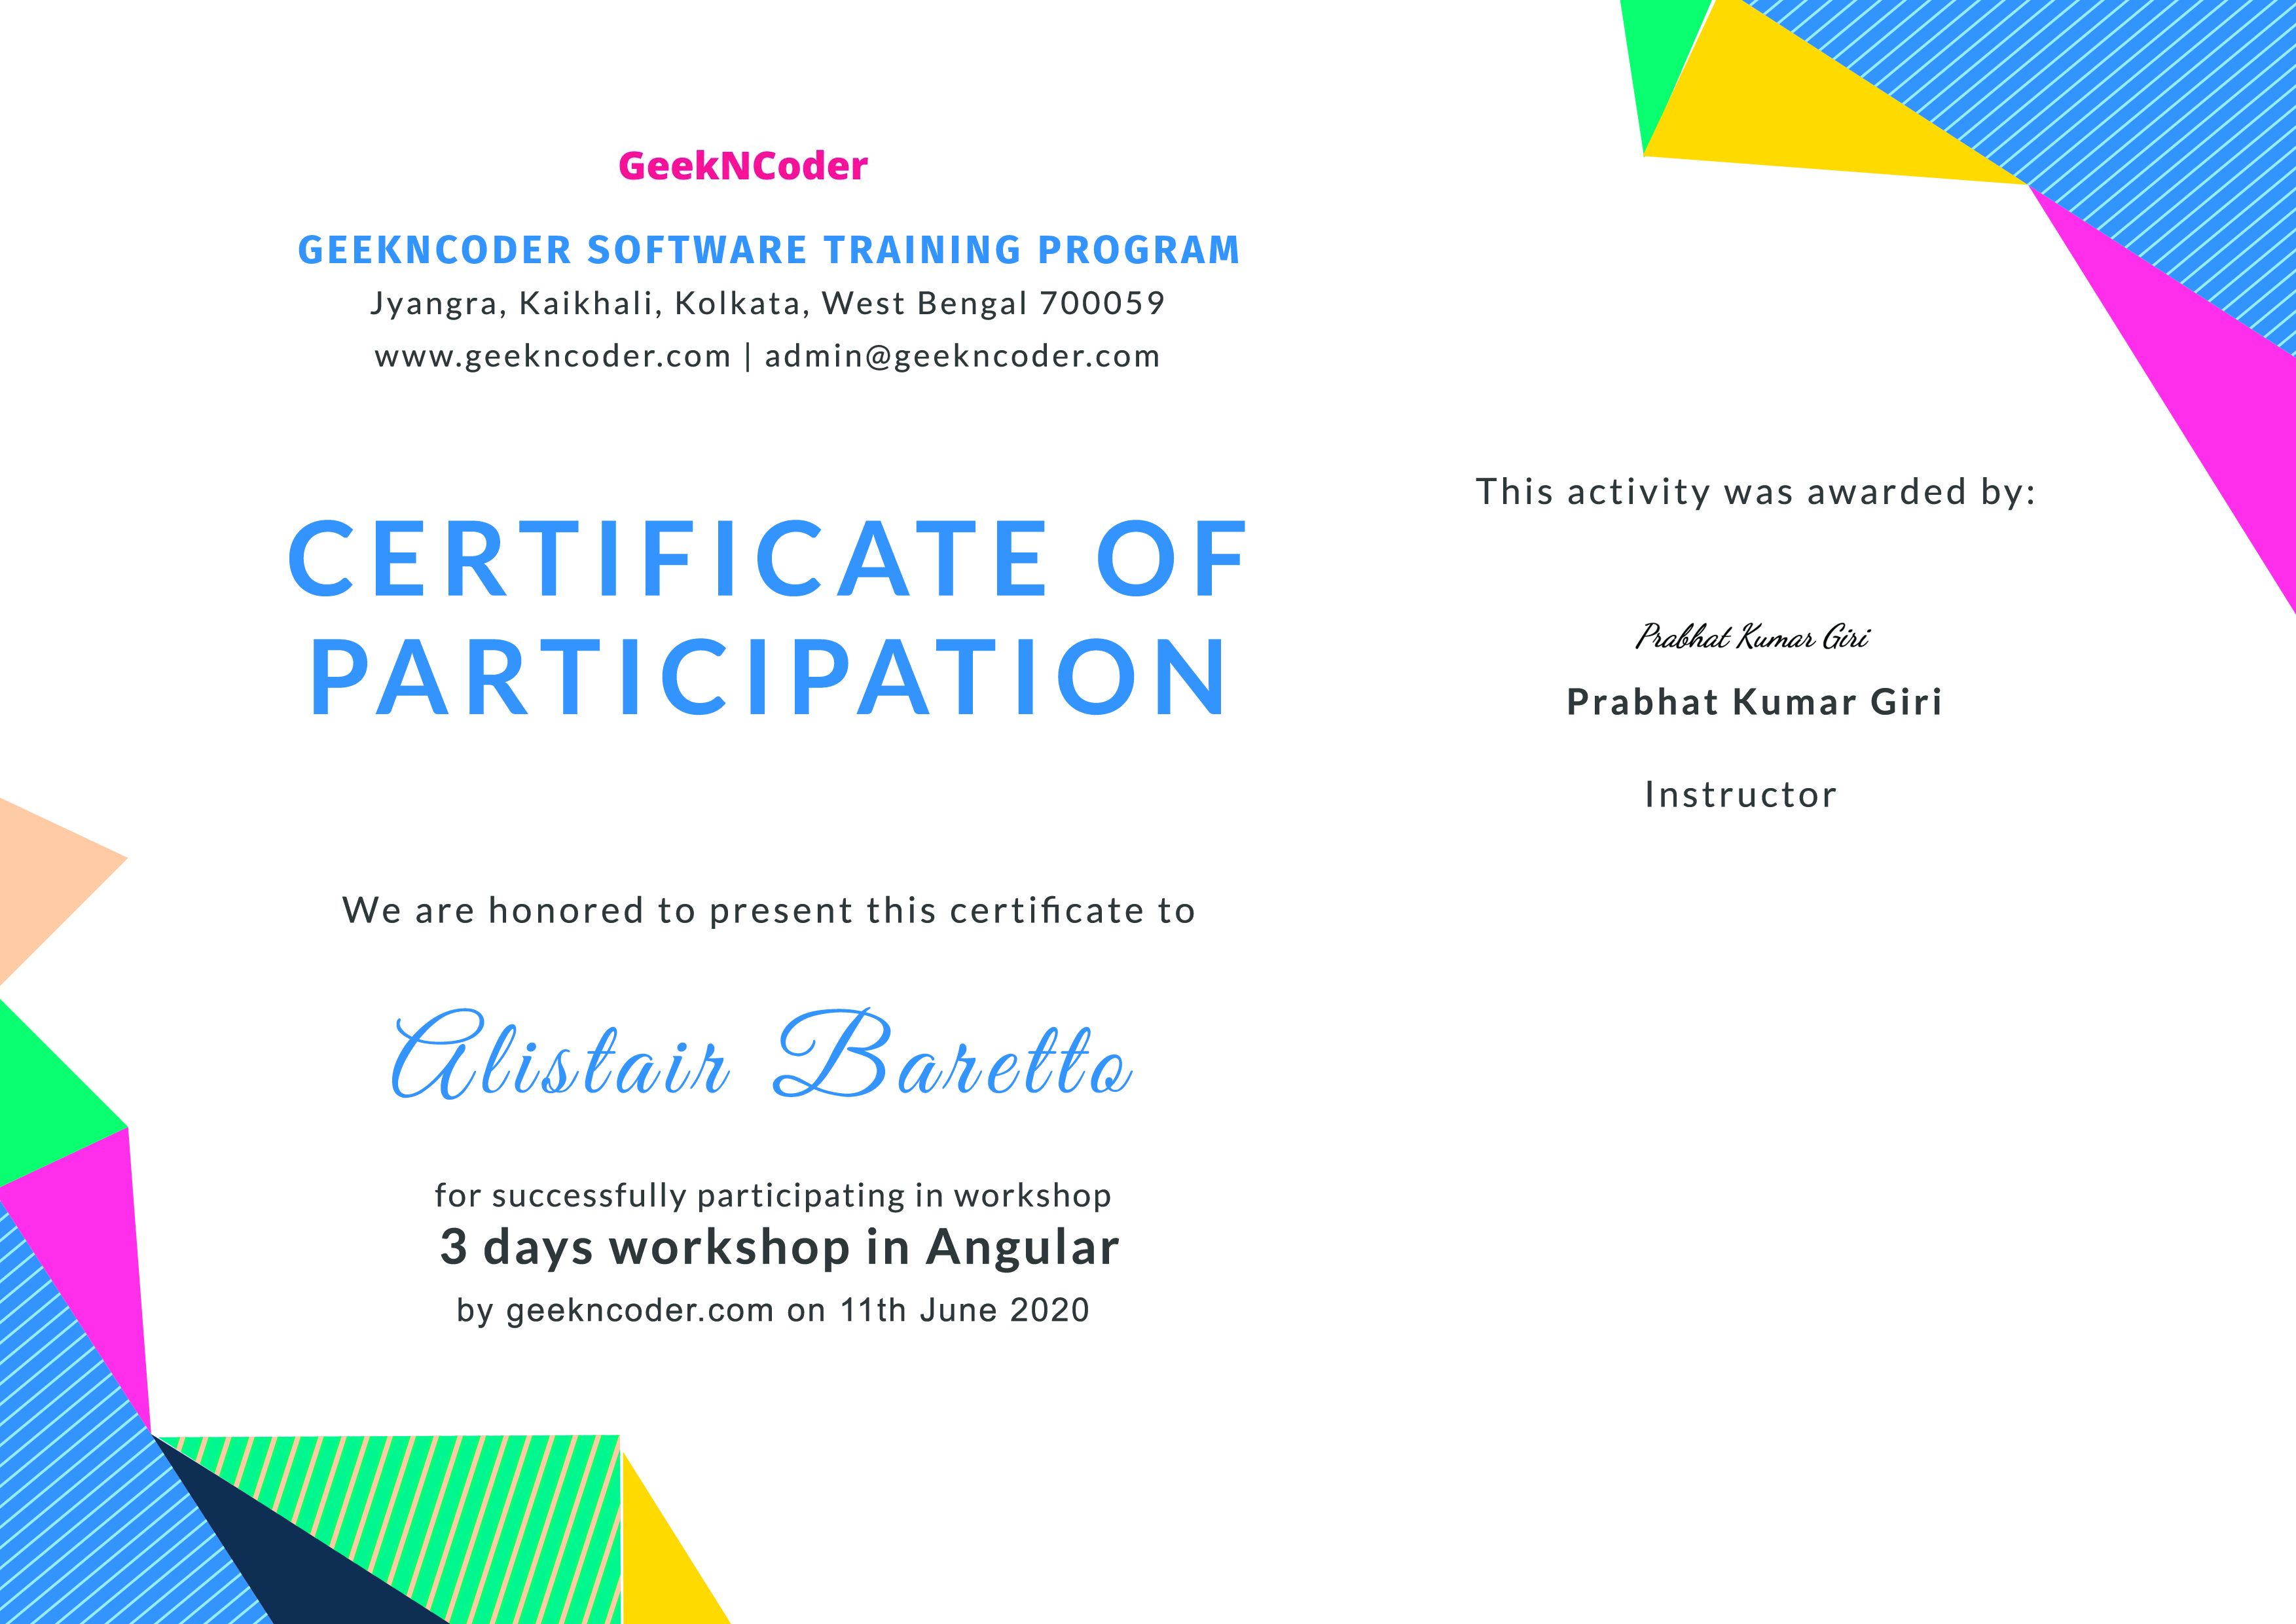 GeekNCoder
GEEKNCODER SOFTWARE TRAINING PROGRAM
Jyangra, Kaikhali, Kolkata, West Bengal 700059
www.geekncoder.com | admin@geekncoder.com
CERTIFICATE OF
PARTICIPATION
We are honored to present this certificate to
Alistair Baretto
for successfully participating in workshop
3 days workshop in Angular
by geekncoder.com on 11th June 2020
This activity was awarded by:
Prabhat Kumar Giri
Prabhat Kumar Giri
Instructor